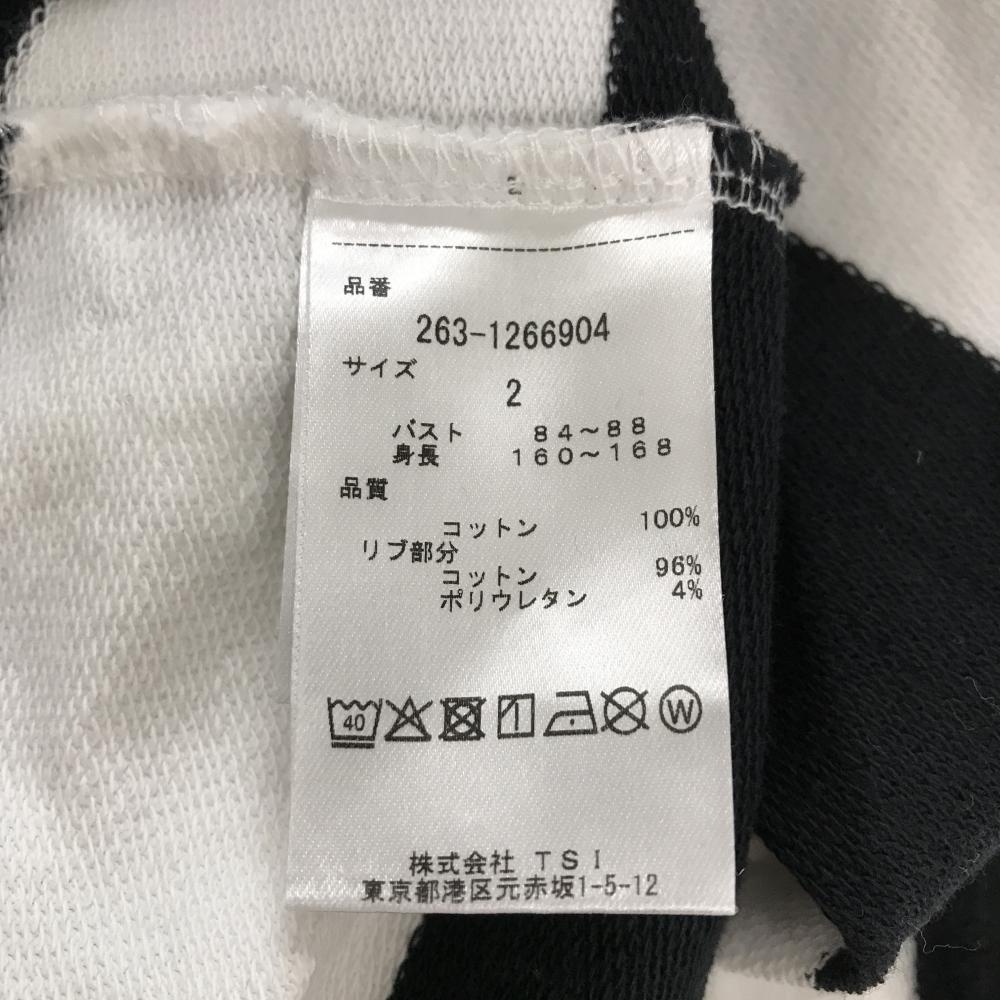 品番
263-1266904
サイズ
2
バスト 84~88
身長 160~168
品質
コットン 100%
リブ部分
コットン 96%
ポリウレタン 4%
40 W
株式会社 TSI
東京都港区元赤坂1-5-12